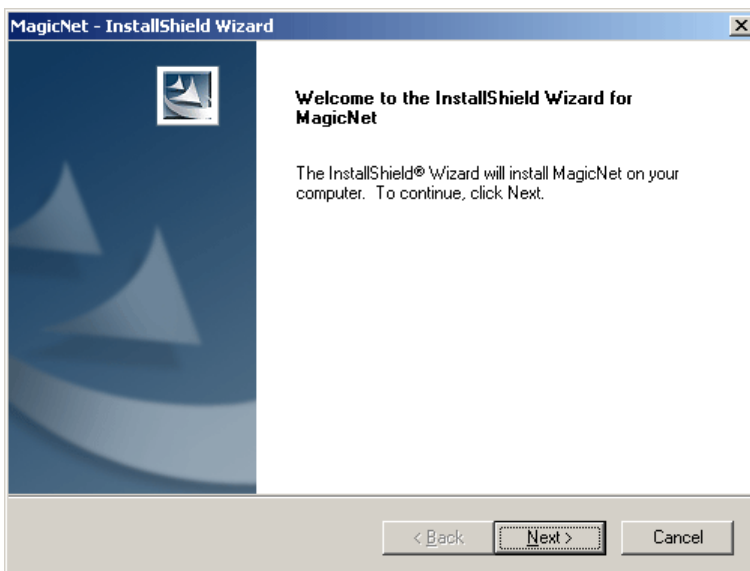 MagicNet - InstallShield Wizard
Welcome to the InstallShield Wizard for
MagicNet
The InstallShield® Wizard will install MagicNet on your
computer. To continue, click Next.
< Back
Next >
Cancel